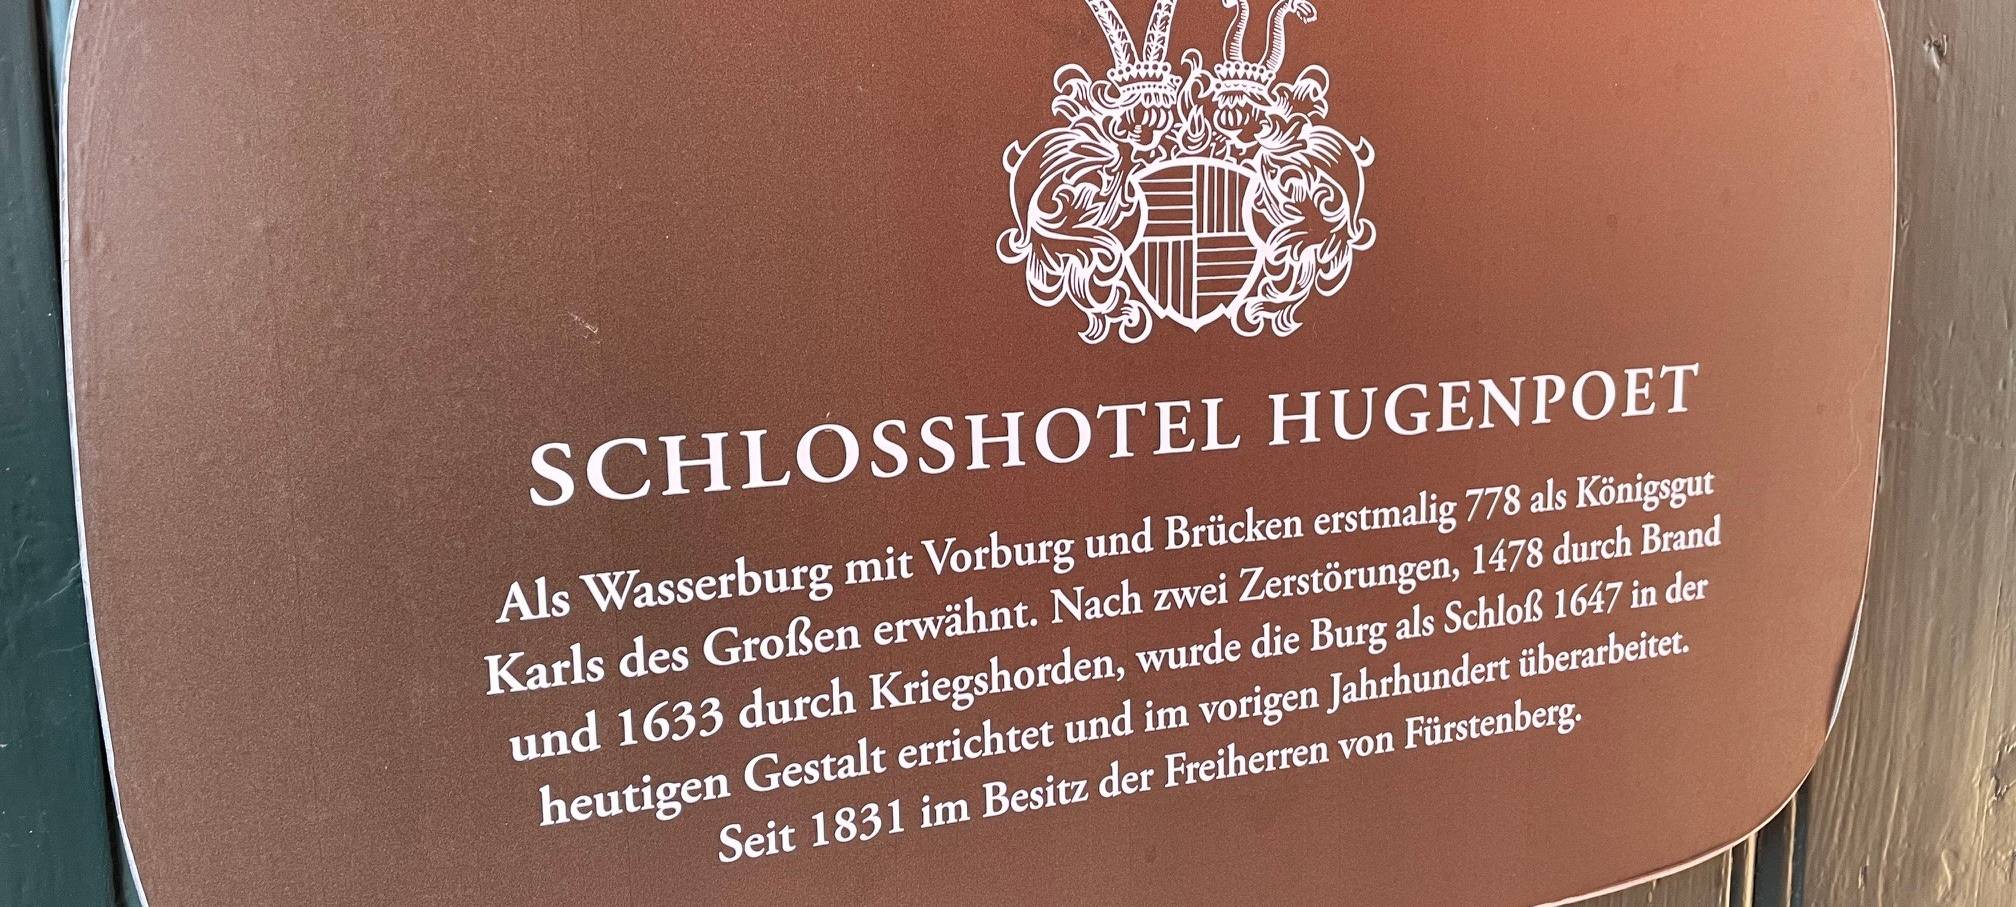 SCHLOSSHOTEL HUGENPOET
Als Wasserburg mit Vorburg und Brücken erstmalig 778 als Königsgut
Karls des Großen erwähnt. Nach zwei Zerstörungen, 1478 durch Brand
und 1633 durch Kriegshorden, wurde die Burg als Schloß 1647 in der
heutigen Gestalt errichtet und im vorigen Jahrhundert überarbeitet.
Seit 1831 im Besitz der Freiherren von Fürstenberg.